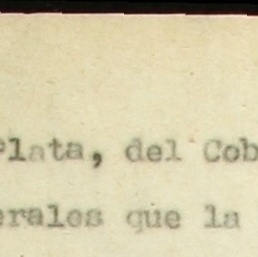 Plata, del Cob
erales que la